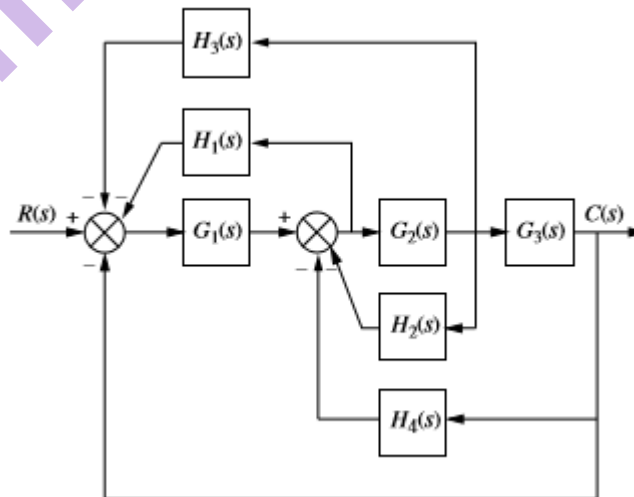 H₃(s)
H₁(s)
R(s) + − − G₁(s) + G₂(s) G₃(s) C(s)
− − −
H₂(s)
H₄(s)